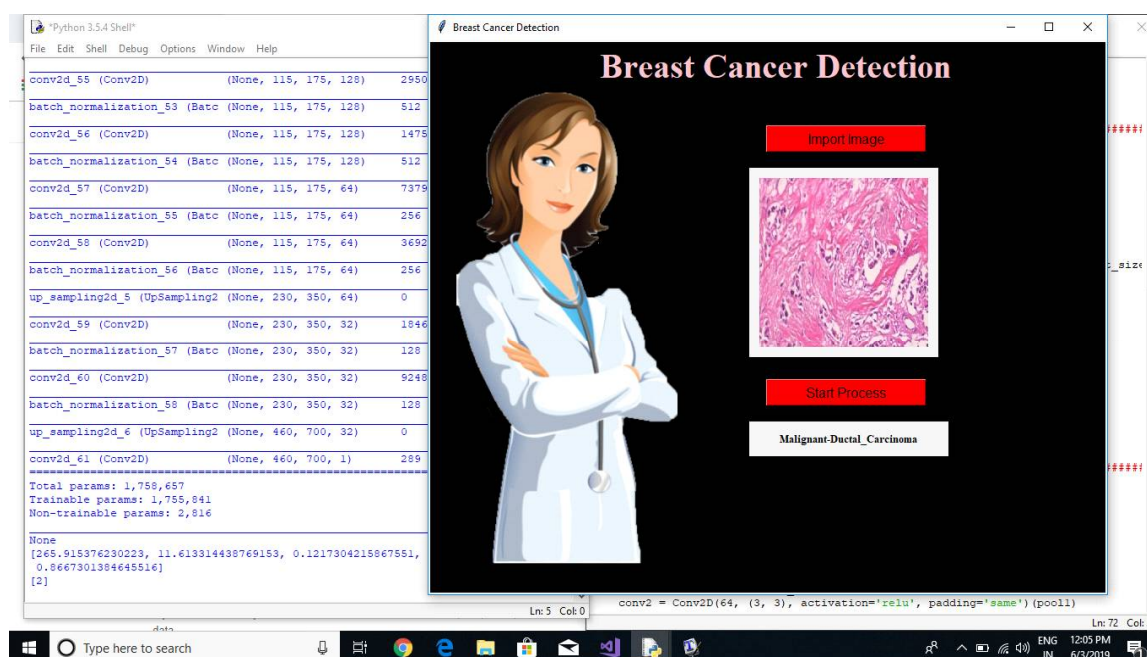 *Python 3.5.4 Shell*
File Edit Shell Debug Options Window Help
conv2d_55 (Conv2D) (None, 115, 175, 128) 2950
batch_normalization_53 (Batc (None, 115, 175, 128) 512
conv2d_56 (Conv2D) (None, 115, 175, 128) 1475
batch_normalization_54 (Batc (None, 115, 175, 128) 512
conv2d_57 (Conv2D) (None, 115, 175, 64) 7379
batch_normalization_55 (Batc (None, 115, 175, 64) 256
conv2d_58 (Conv2D) (None, 115, 175, 64) 3692
batch_normalization_56 (Batc (None, 115, 175, 64) 256
up_sampling2d_5 (UpSampling2 (None, 230, 350, 64) 0
conv2d_59 (Conv2D) (None, 230, 350, 32) 1846
batch_normalization_57 (Batc (None, 230, 350, 32) 128
conv2d_60 (Conv2D) (None, 230, 350, 32) 9248
batch_normalization_58 (Batc (None, 230, 350, 32) 128
up_sampling2d_6 (UpSampling2 (None, 460, 700, 32) 0
conv2d_61 (Conv2D) (None, 460, 700, 1) 289
Total params: 1,758,657
Trainable params: 1,755,841
Non-trainable params: 2,816
None
[265.915376230223, 11.613314438769153, 0.1217304215867551,
0.8667301384645516]
[2]
Ln: 5 Col: 0
Breast Cancer Detection
Breast Cancer Detection
Import image
Start Process
Malignant-Ductal_Carcinoma
#####
t_size
#####
conv2 = Conv2D(64, (3, 3), activation='relu', padding='same')(pool1)
Ln: 72 Col:
data
Type here to search
ENG 12:05 PM
IN 6/3/2019